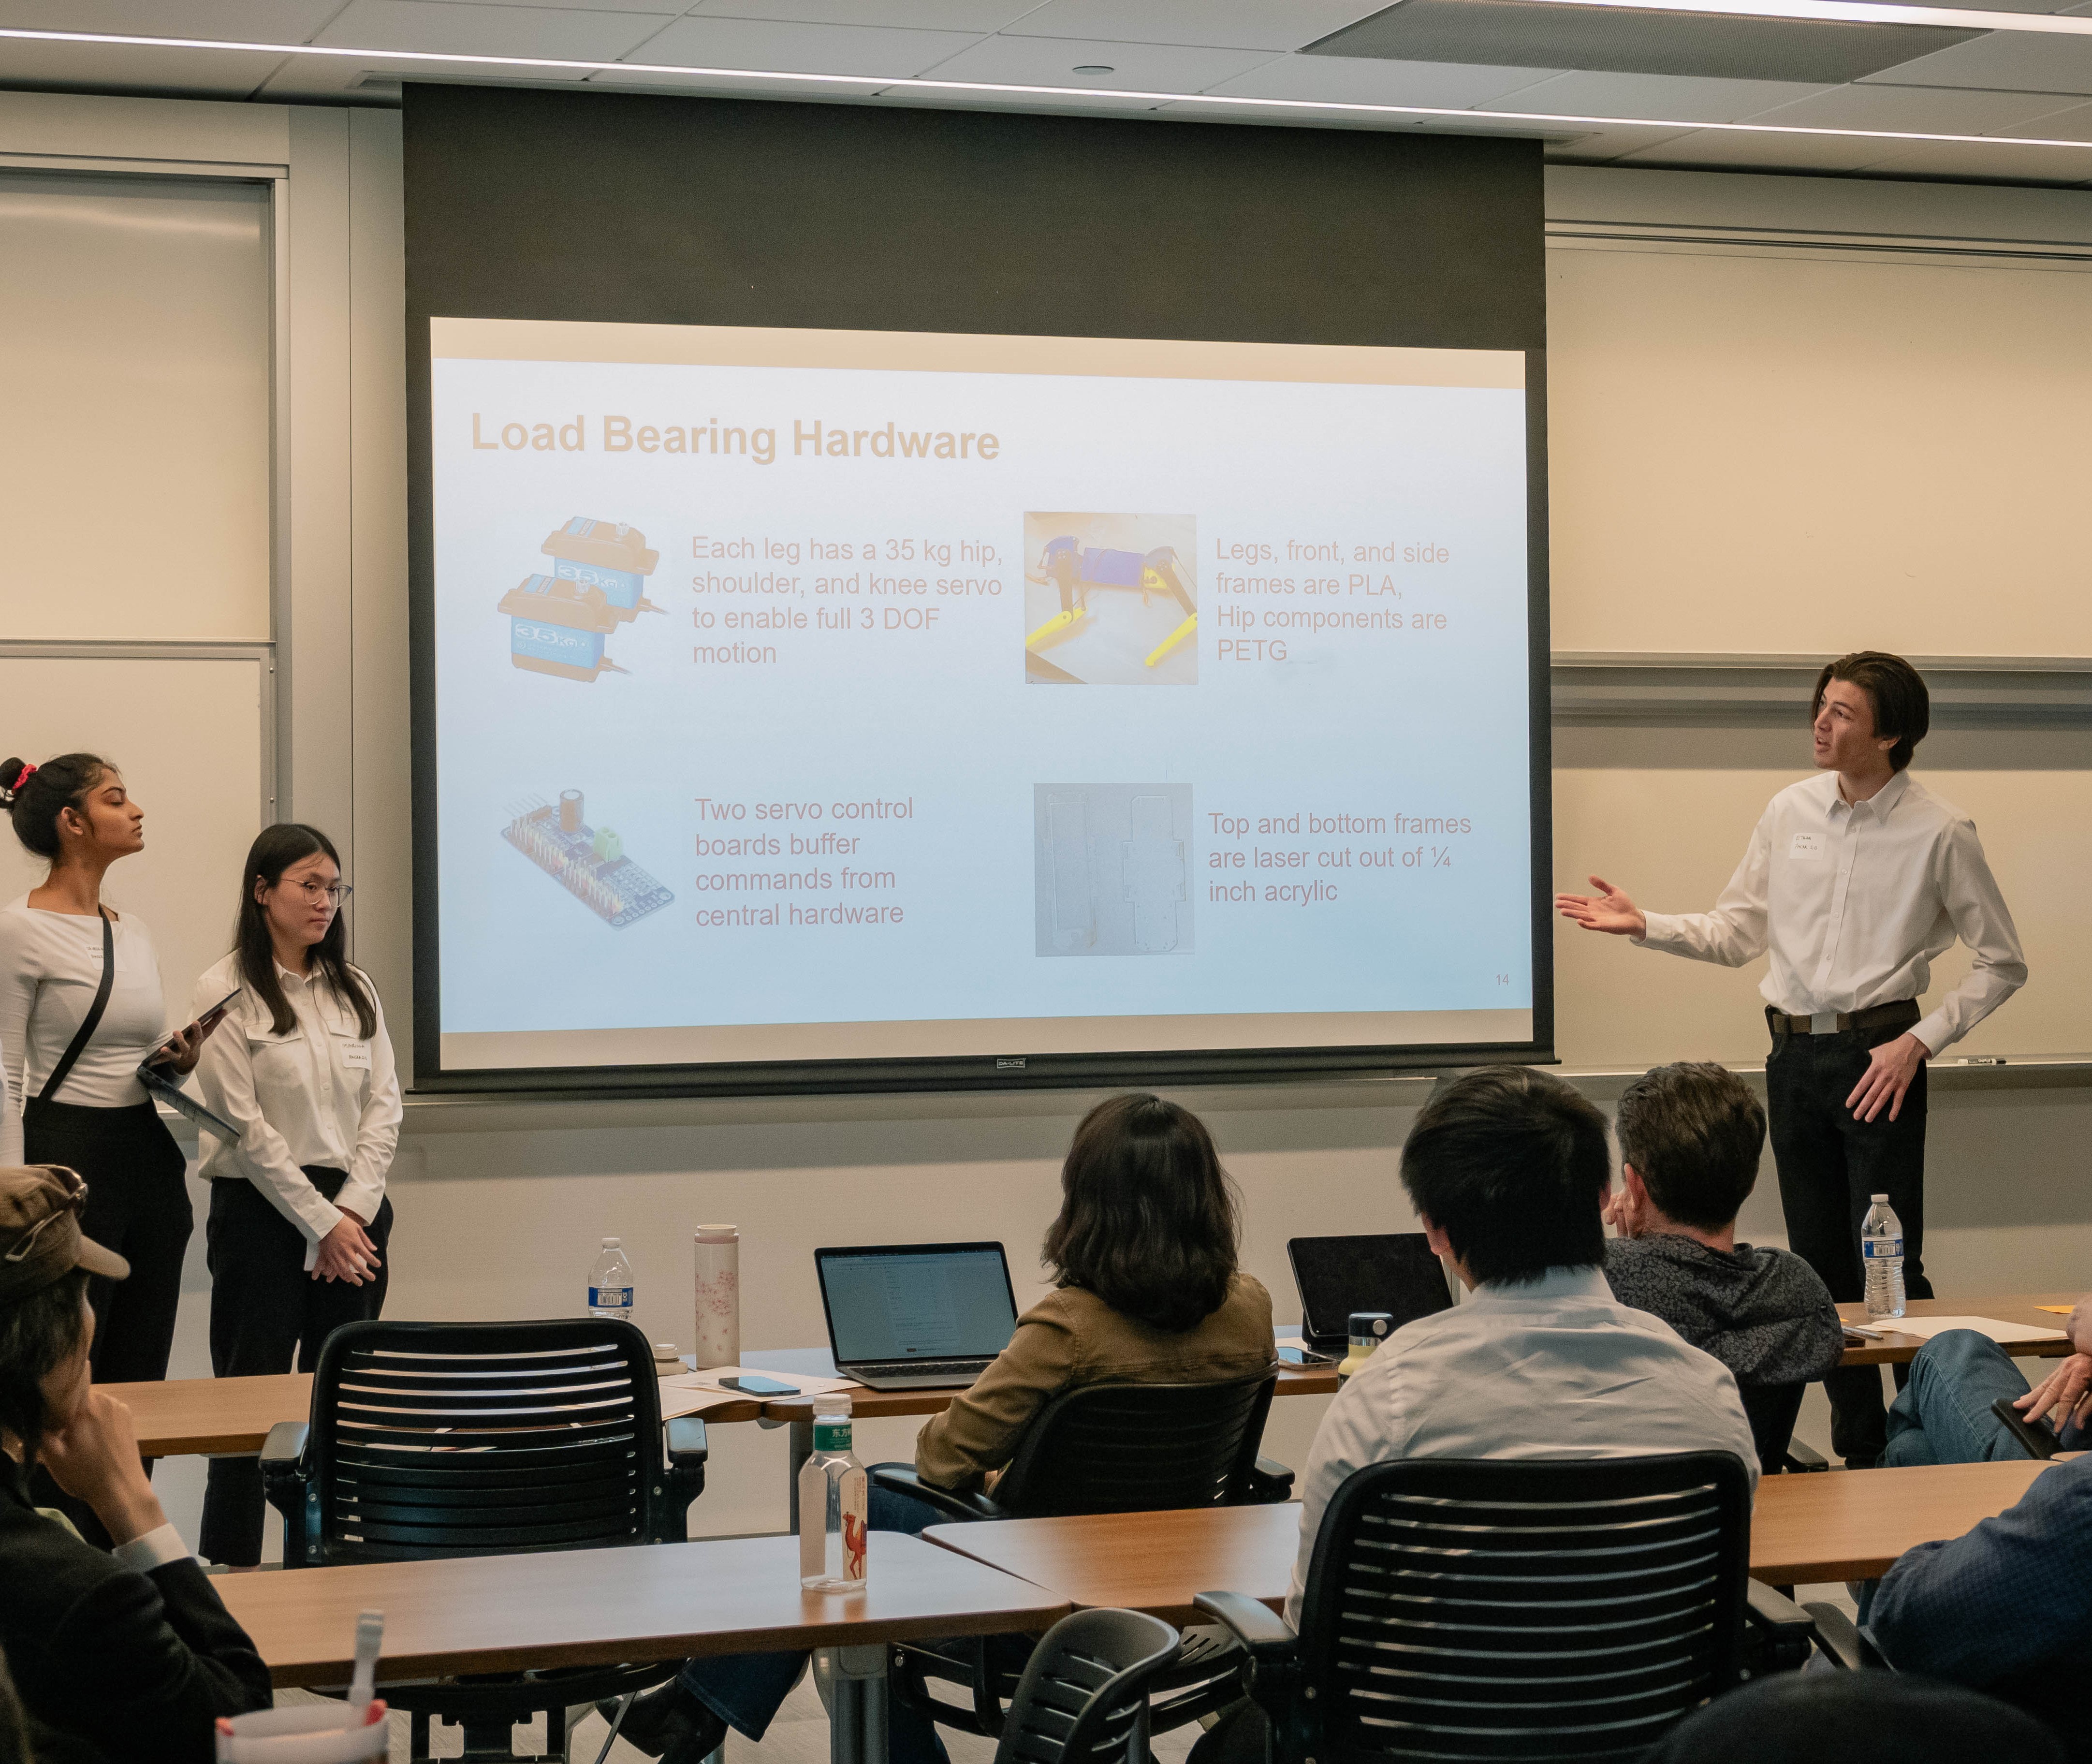 Load Bearing Hardware
Each leg has a 35 kg hip,
shoulder, and knee servo
to enable full 3 DOF
motion
35KG
35KG
Legs, front, and side
frames are PLA,
Hip components are
PETG
Two servo control
boards buffer
commands from
central hardware
Top and bottom frames
are laser cut out of ¼
inch acrylic
14
DA-LITE
东方